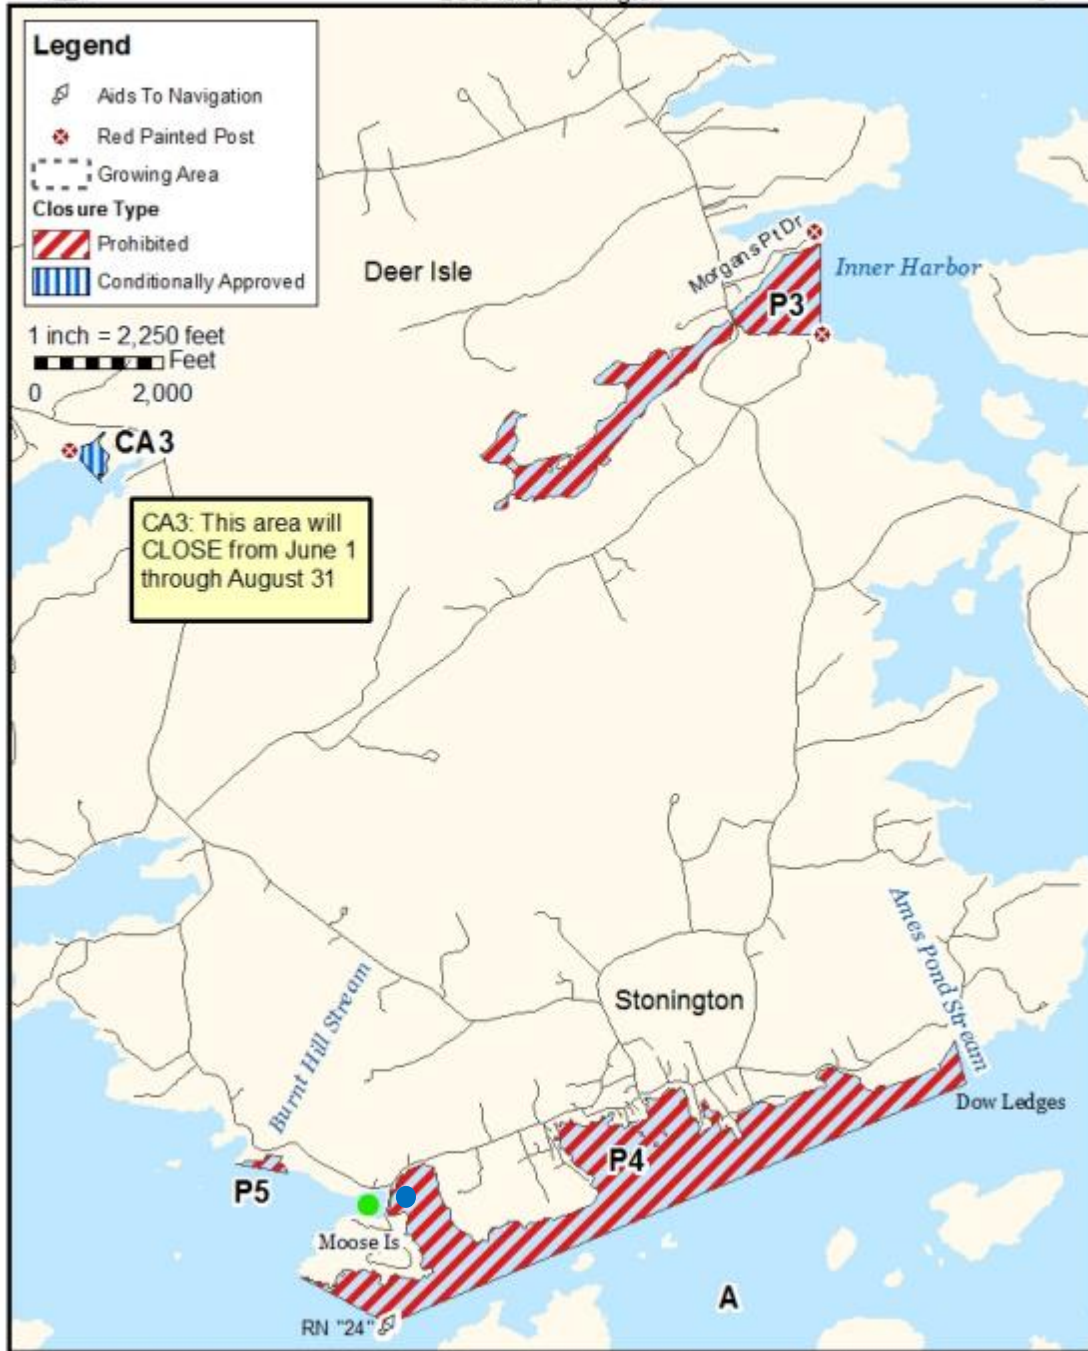 Legend
Aids To Navigation
Red Painted Post
Growing Area
Closure Type
Prohibited
Conditionally Approved
1 inch = 2,250 feet
Feet
0 2,000
Deer Isle
Morgans Pt Dr
Inner Harbor
P3
CA3
CA3: This area will
CLOSE from June 1
through August 31
Ames Pond Stream
Stonington
Burnt Hill Stream
Dow Ledges
P4
P5
Moose Is
A
RN "24"